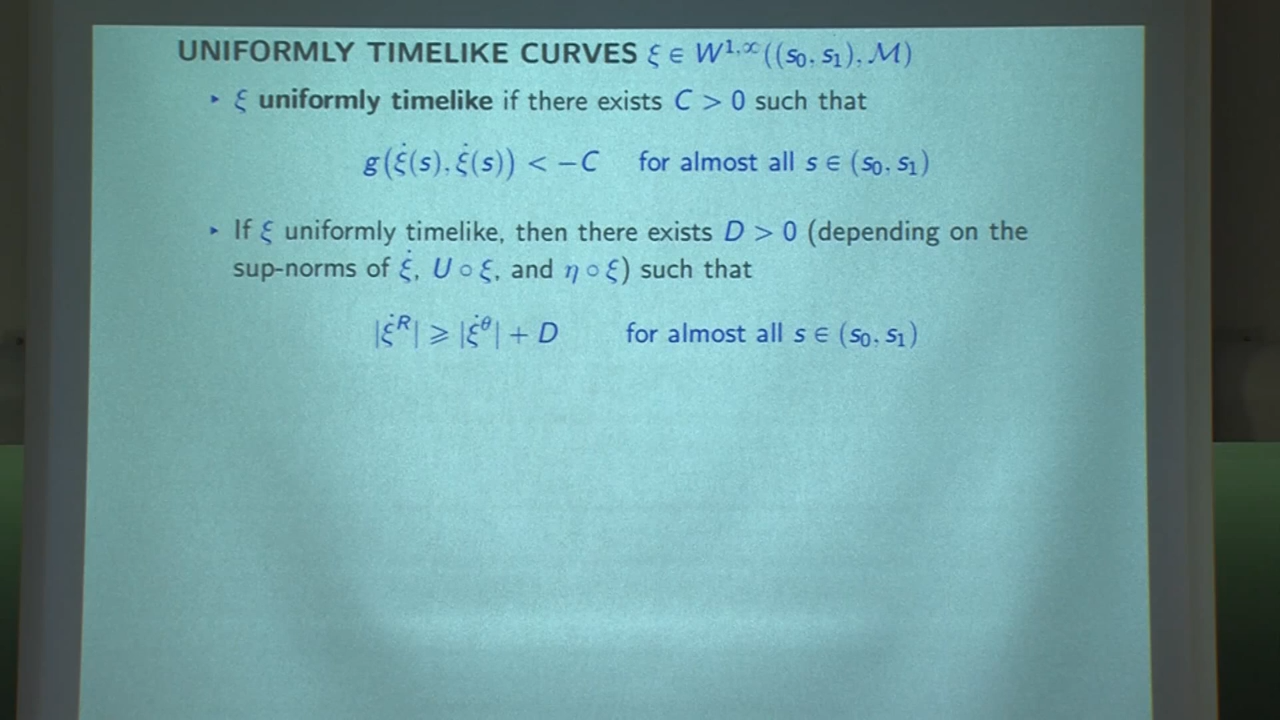 UNIFORMLY TIMELIKE CURVES ξ ∈ W^{1,∞}((s₀, s₁), ℳ)
▸ ξ uniformly timelike if there exists C > 0 such that
g(ξ̇(s), ξ̇(s)) < −C for almost all s ∈ (s₀, s₁)
▸ If ξ uniformly timelike, then there exists D > 0 (depending on the
sup-norms of ξ̇, U ∘ ξ, and η ∘ ξ) such that
|ξ̇^R| ⩾ |ξ̇^θ| + D for almost all s ∈ (s₀, s₁)